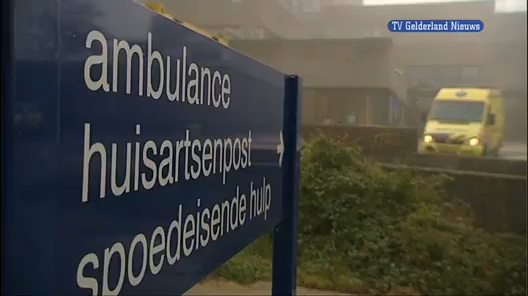 TV Gelderland Nieuws
ambulance
huisartsenpost
spoedeisende hulp